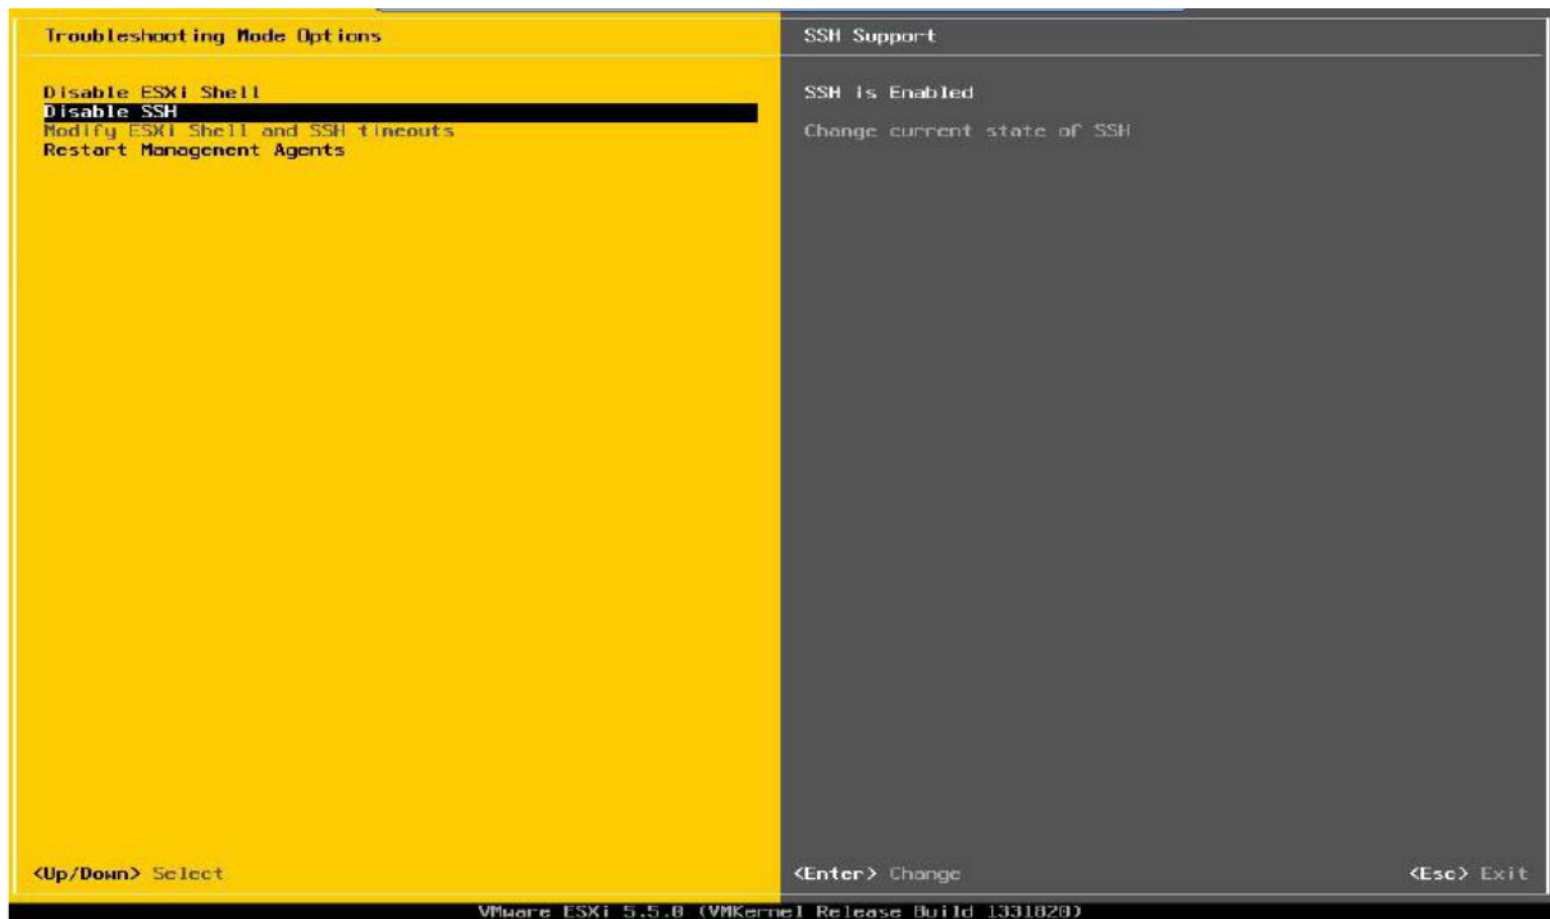 Troubleshooting Mode Options
Disable ESXi Shell
Disable SSH
Modify ESXi Shell and SSH timeouts
Restart Management Agents
<Up/Down> Select
SSH Support
SSH is Enabled
Change current state of SSH
<Enter> Change
<Esc> Exit
VMware ESXi 5.5.0 (VMKernel Release Build 1331820)